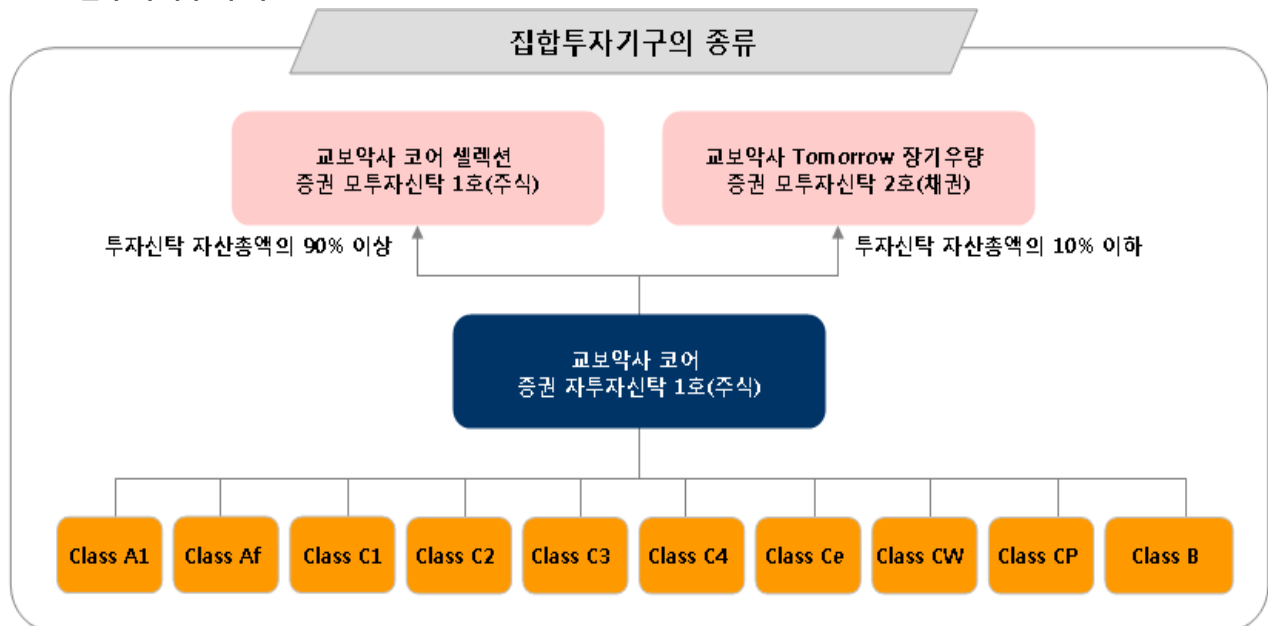 집합투자기구의 종류
교보악사 코어 셀렉션
증권 모투자신탁 1호(주식)
교보악사 Tomorrow 장기우량
증권 모투자신탁 2호(채권)
투자신탁 자산총액의 90% 이상
투자신탁 자산총액의 10% 이하
교보악사 코어
증권 자투자신탁 1호(주식)
Class A1
Class Af
Class C1
Class C2
Class C3
Class C4
Class Ce
Class CW
Class CP
Class B